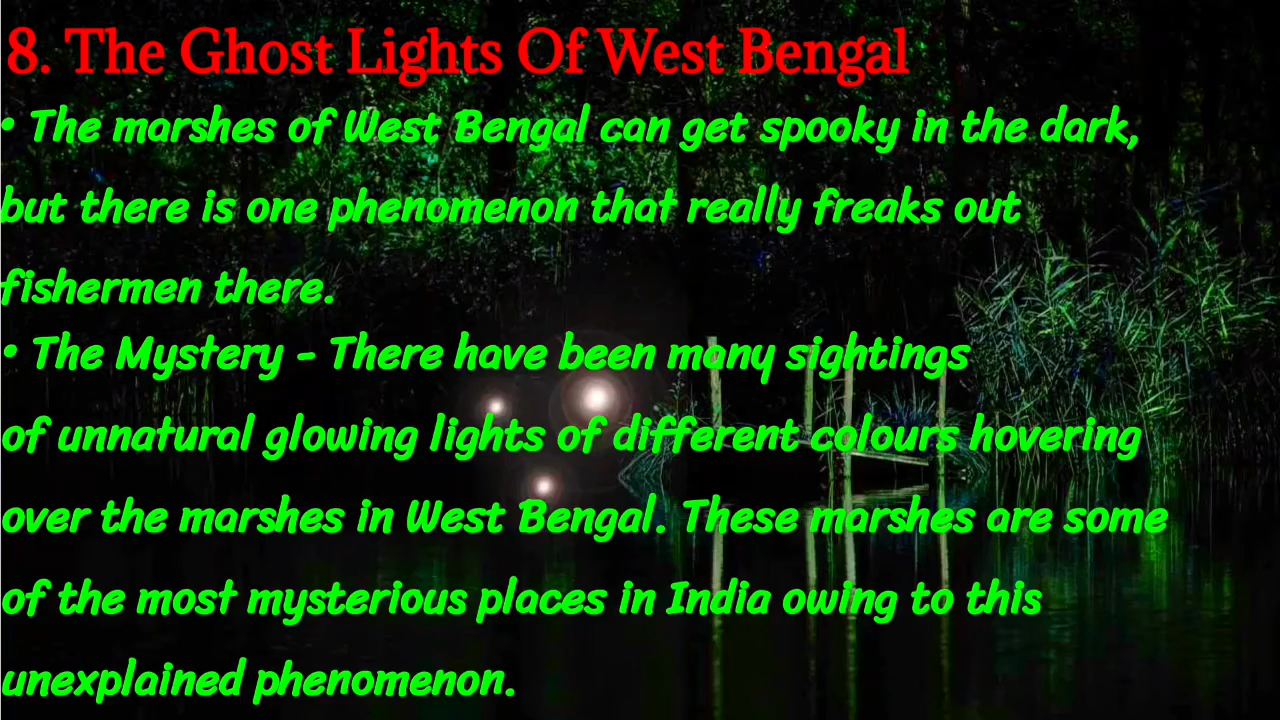 8. The Ghost Lights Of West Bengal
• The marshes of West Bengal can get spooky in the dark,
but there is one phenomenon that really freaks out
fishermen there.
• The Mystery - There have been many sightings
of unnatural glowing lights of different colours hovering
over the marshes in West Bengal. These marshes are some
of the most mysterious places in India owing to this
unexplained phenomenon.